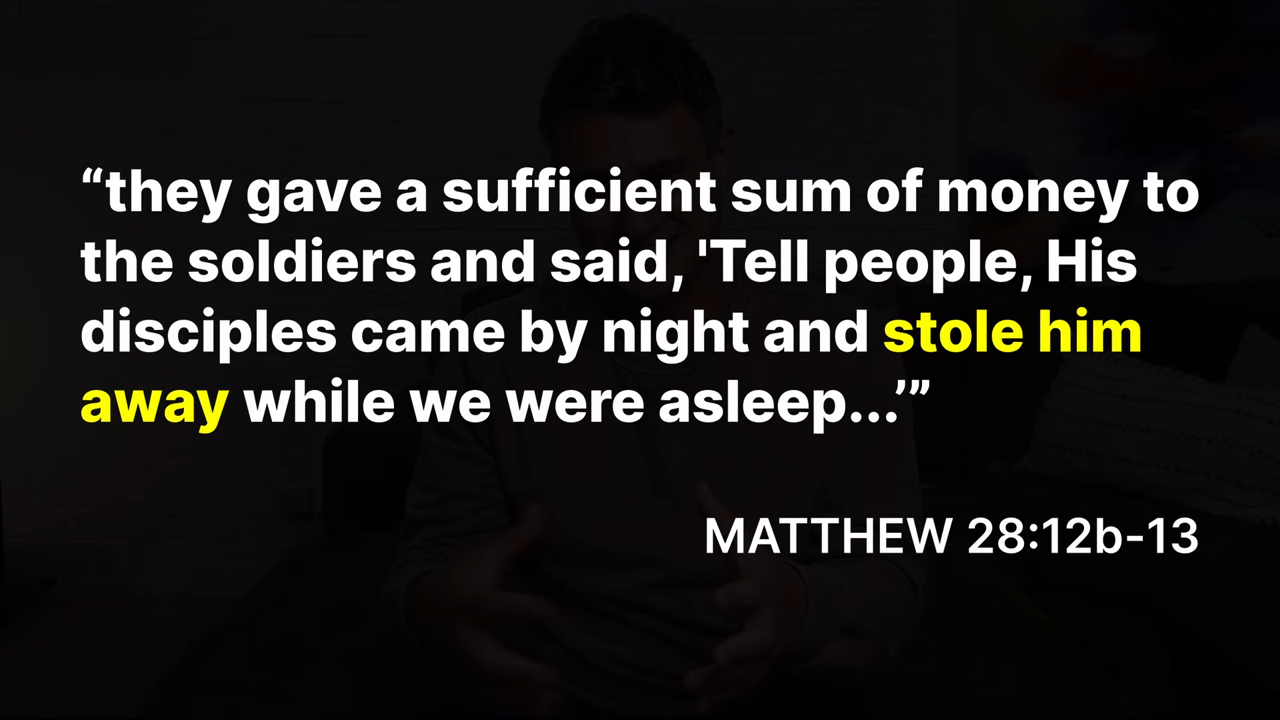 “they gave a sufficient sum of money to
the soldiers and said, 'Tell people, His
disciples came by night and stole him
away while we were asleep...’”
MATTHEW 28:12b-13